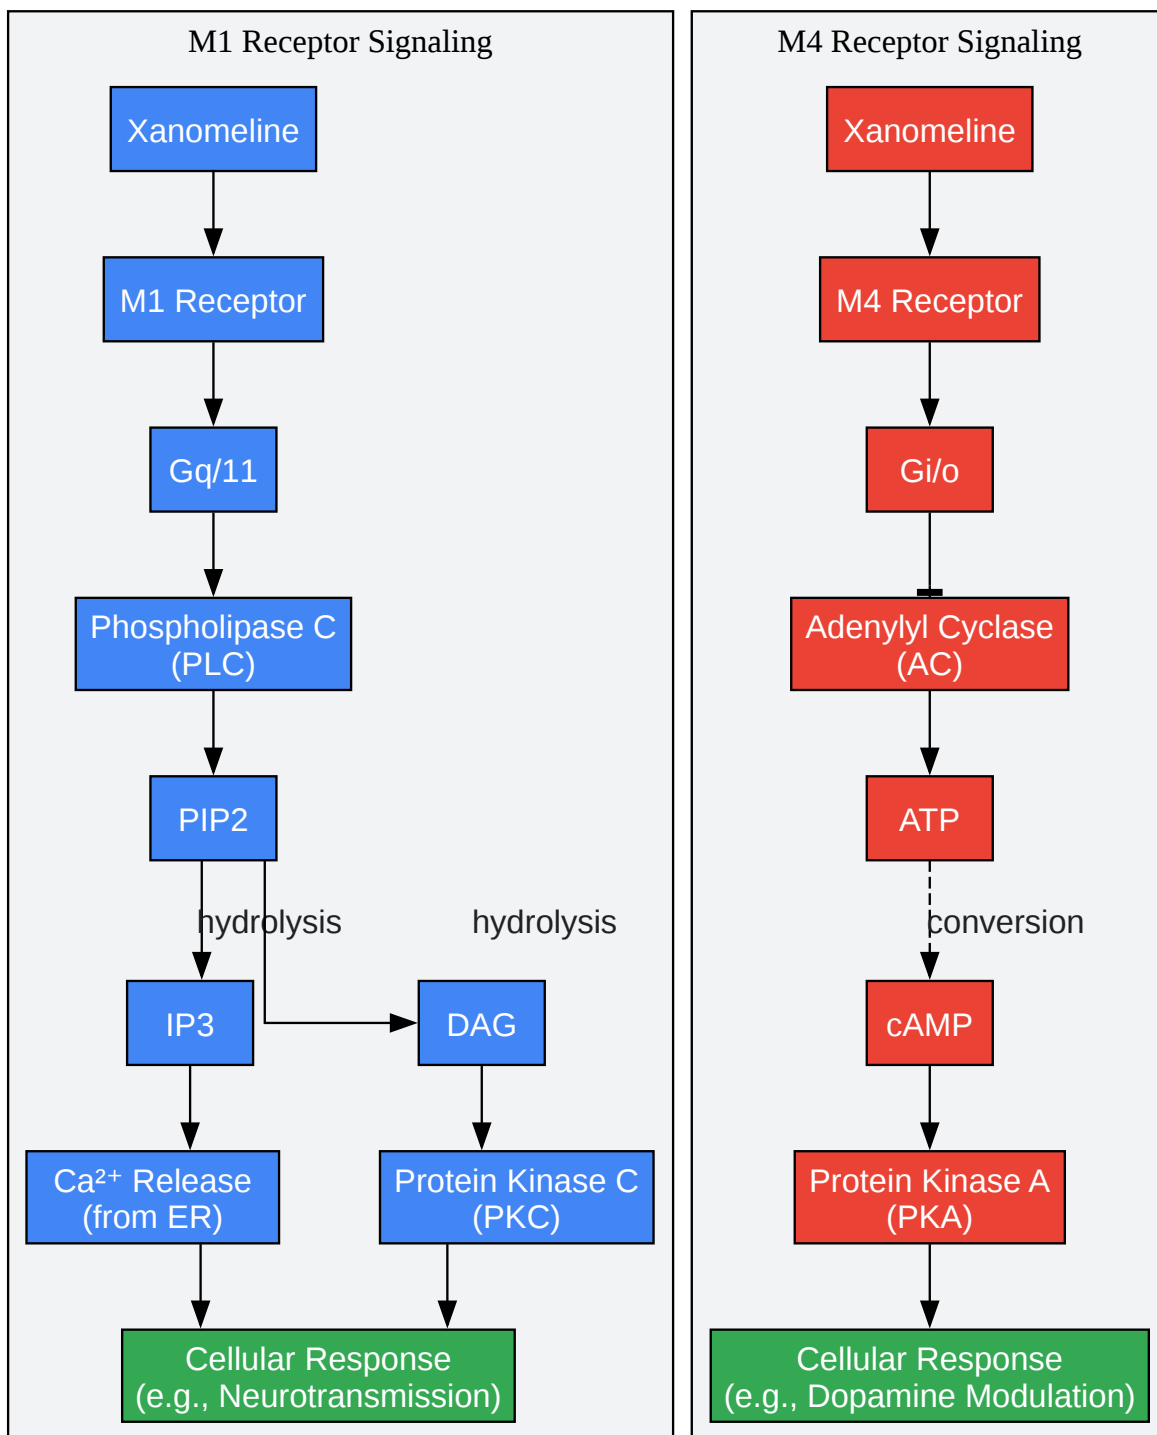 M1 Receptor Signaling
Xanomeline
M1 Receptor
Gq/11
Phospholipase C
(PLC)
PIP2
hydrolysis
hydrolysis
IP3
DAG
Ca²⁺ Release
(from ER)
Protein Kinase C
(PKC)
Cellular Response
(e.g., Neurotransmission)
M4 Receptor Signaling
Xanomeline
M4 Receptor
Gi/o
Adenylyl Cyclase
(AC)
ATP
conversion
cAMP
Protein Kinase A
(PKA)
Cellular Response
(e.g., Dopamine Modulation)